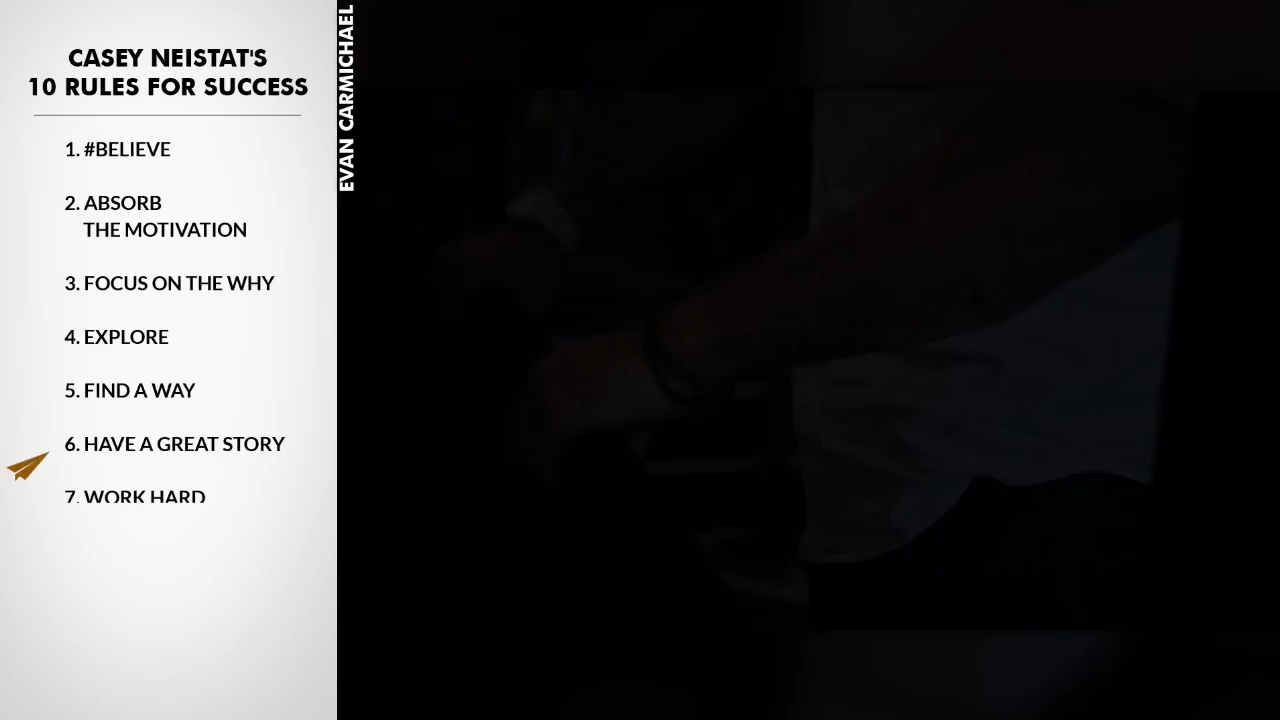 CASEY NEISTAT'S
10 RULES FOR SUCCESS
1. #BELIEVE
2. ABSORB
THE MOTIVATION
3. FOCUS ON THE WHY
4. EXPLORE
5. FIND A WAY
6. HAVE A GREAT STORY
7. WORK HARD
EVAN CARMICHAEL